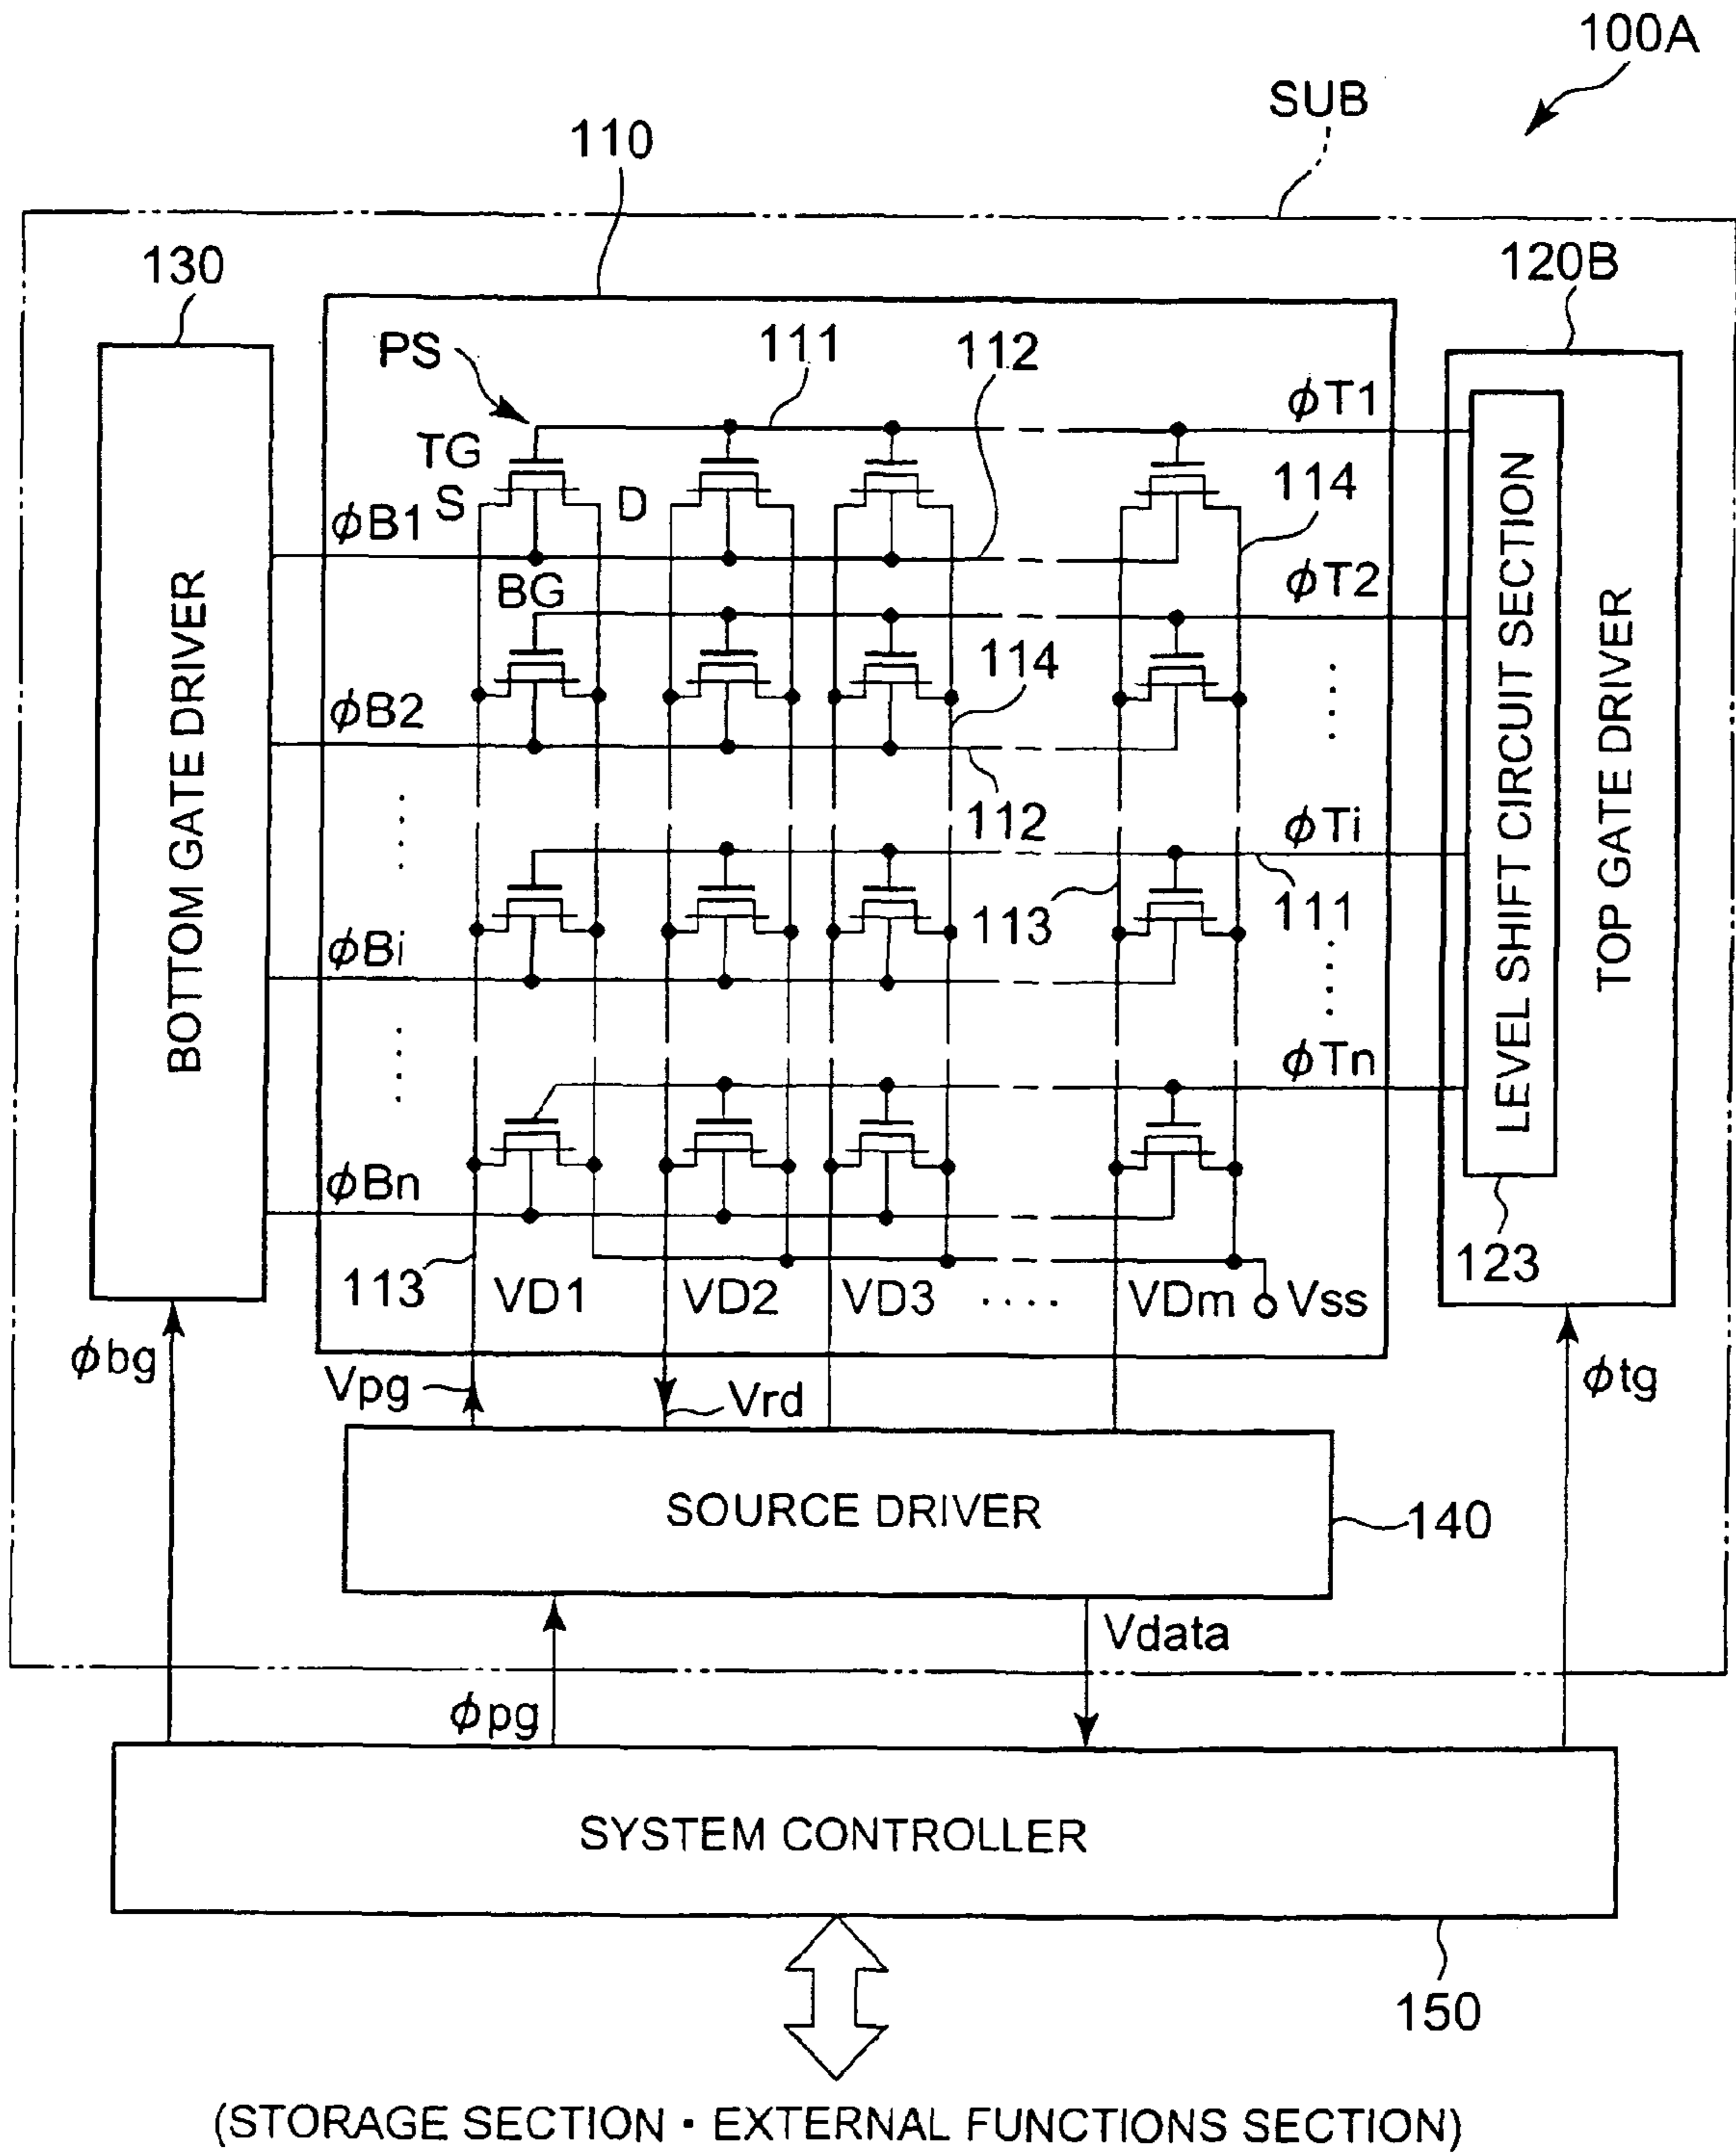 100A
SUB
110
130
120B
PS
111
112
ϕT1
TG
S
D
114
ϕB1
BG
ϕT2
114
ϕB2
112
ϕTi
113
111
ϕBi
ϕTn
ϕBn
113
VD1
VD2
VD3
....
VDm
Vss
123
BOTTOM GATE DRIVER
LEVEL SHIFT CIRCUIT SECTION
TOP GATE DRIVER
ϕbg
Vpg
Vrd
ϕtg
SOURCE DRIVER
140
Vdata
ϕpg
SYSTEM CONTROLLER
150
(STORAGE SECTION・EXTERNAL FUNCTIONS SECTION)